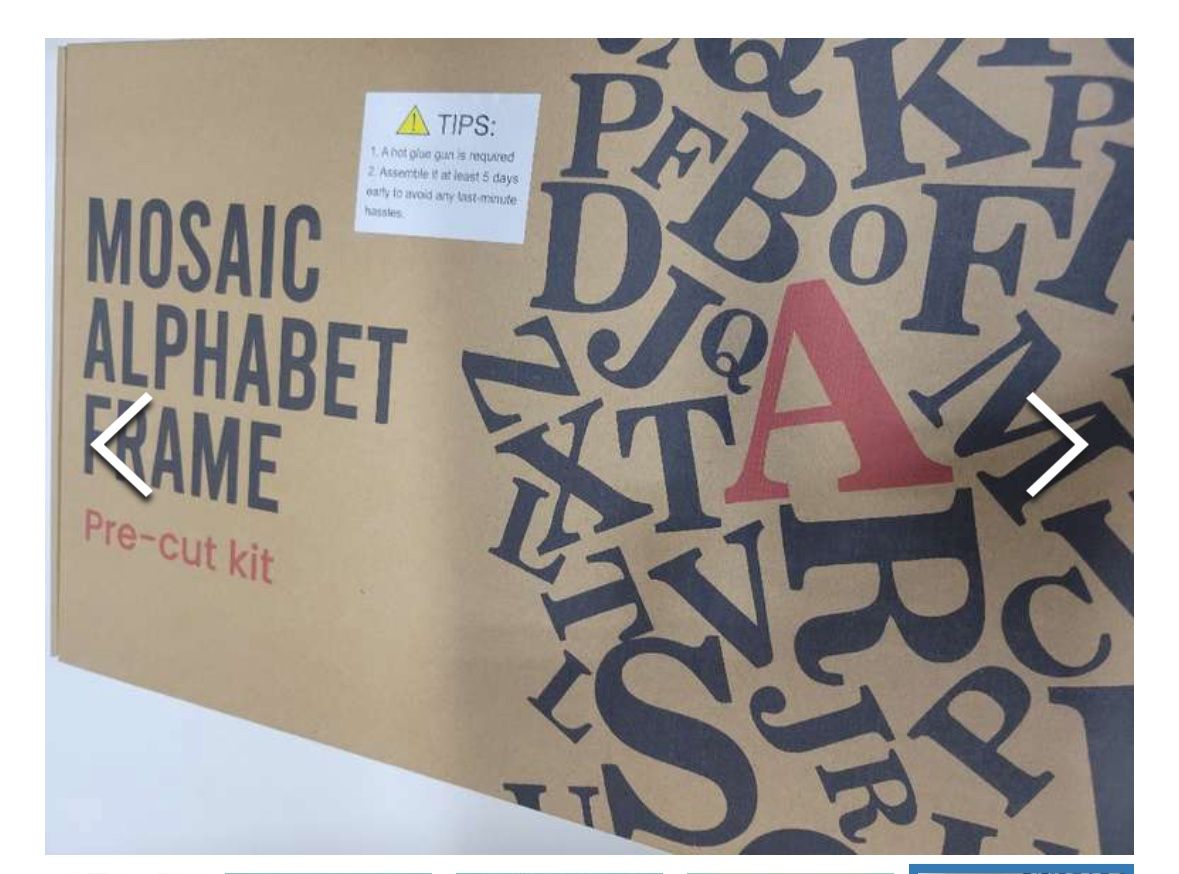 TIPS:
1. A hot glue gun is required
2. Assemble it at least 5 days
early to avoid any last-minute
hassles.
MOSAIC
ALPHABET
FRAME
Pre-cut kit
Q
K
P
P
F
B
D
O
F
J
Q
A
Z
M
X
T
L
R
V
C
T
L
S
J
P
R
U